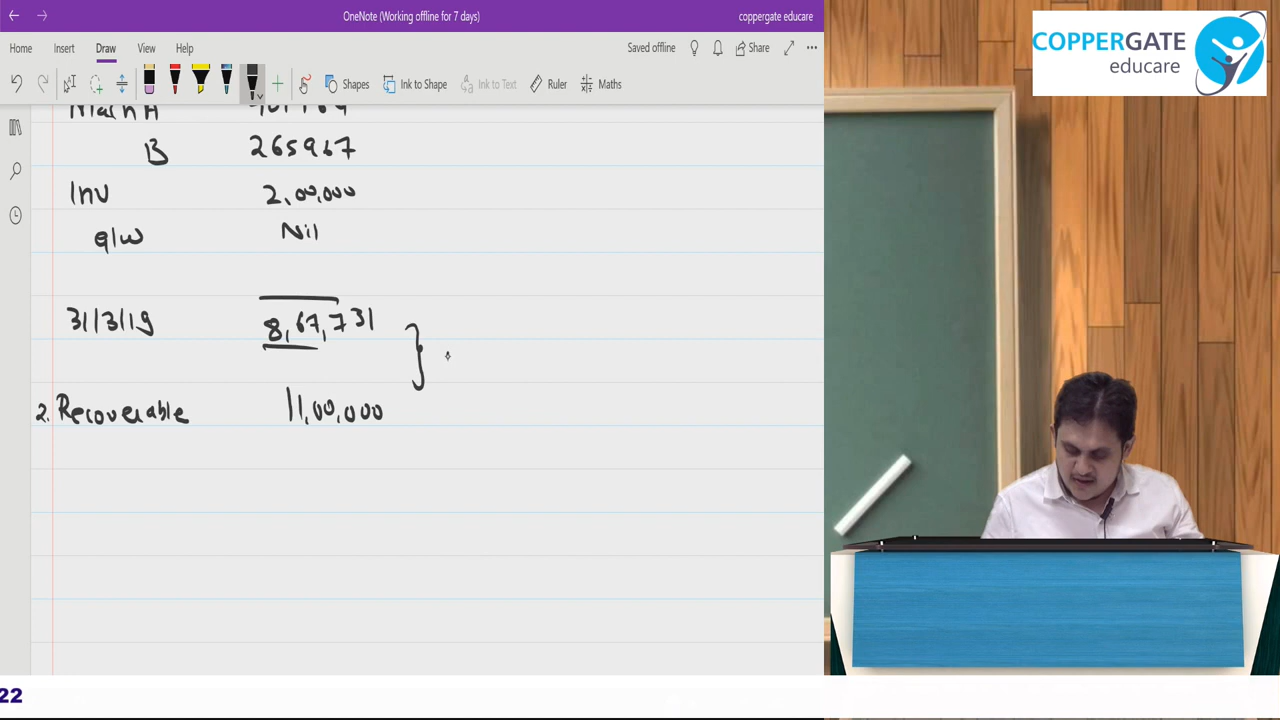 OneNote (Working offline for 7 days)
coppergate educare
Home Insert Draw View Help
Saved offline
Share
Shapes
Ink to Shape
Ink to Text
Ruler
Maths
COPPERGATE
educare
Mach A
B 265967
Inv 2,00,000
g/w Nil
31/3/19 8,67,731
2. Recoverable 11,00,000
22